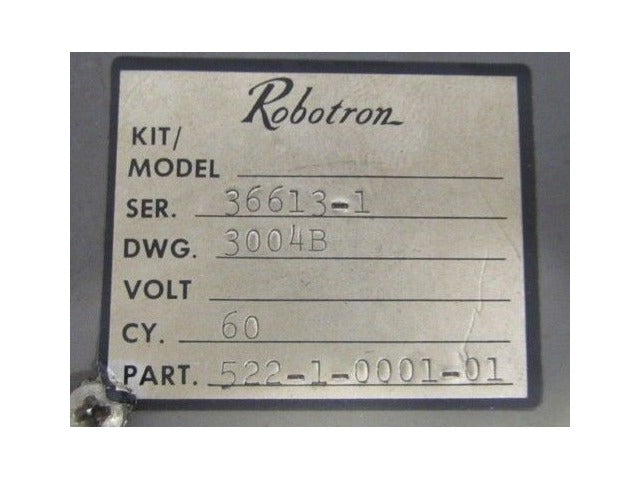 Robotron
KIT/
MODEL
SER. 36613-1
DWG. 3004B
VOLT
CY. 60
PART. 522-1-0001-01